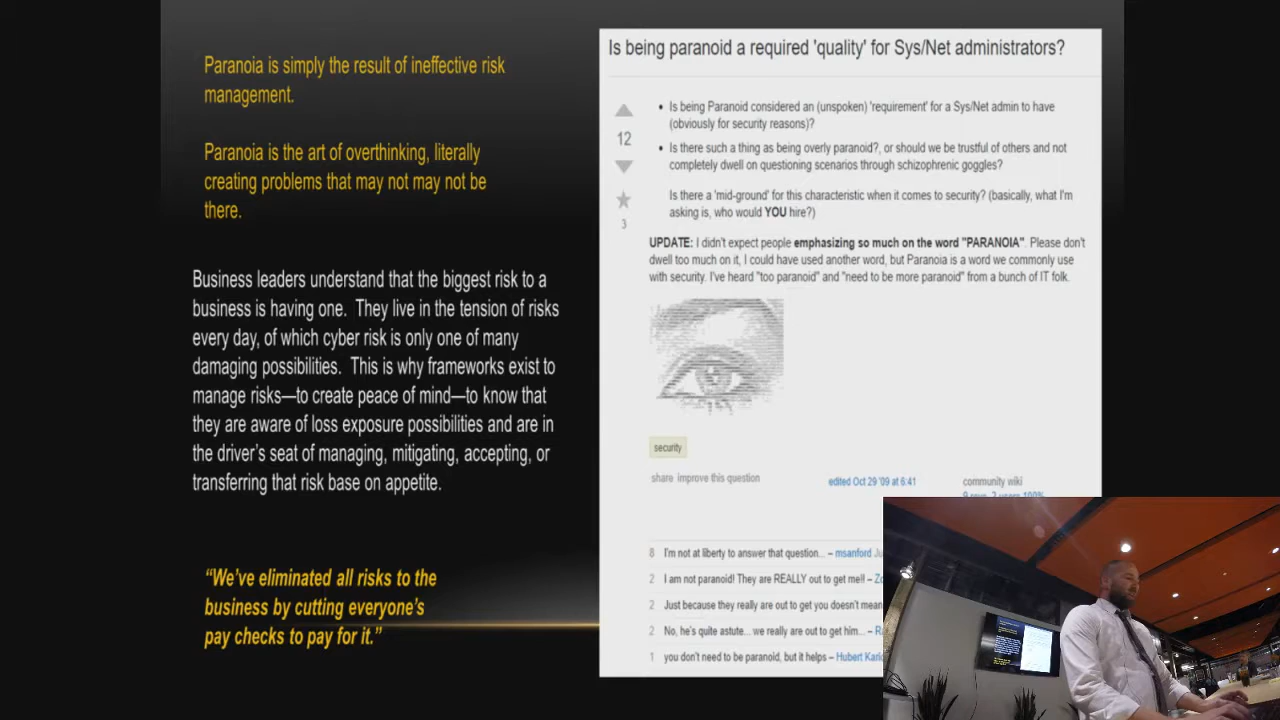 Paranoia is simply the result of ineffective risk
management.
Paranoia is the art of overthinking, literally
creating problems that may not may not be
there.
Business leaders understand that the biggest risk to a
business is having one.  They live in the tension of risks
every day, of which cyber risk is only one of many
damaging possibilities.  This is why frameworks exist to
manage risks—to create peace of mind—to know that
they are aware of loss exposure possibilities and are in
the driver's seat of managing, mitigating, accepting, or
transferring that risk base on appetite.
“We've eliminated all risks to the
business by cutting everyone's
pay checks to pay for it.”
Is being paranoid a required 'quality' for Sys/Net administrators?
• Is being Paranoid considered an (unspoken) 'requirement' for a Sys/Net admin to have
(obviously for security reasons)?
12
• Is there such a thing as being overly paranoid?, or should we be trustful of others and not
completely dwell on questioning scenarios through schizophrenic goggles?
Is there a 'mid-ground' for this characteristic when it comes to security? (basically, what I'm
asking is, who would YOU hire?)
3
UPDATE: I didn't expect people emphasizing so much on the word "PARANOIA". Please don't
dwell too much on it, I could have used another word, but Paranoia is a word we commonly use
with security. I've heard "too paranoid" and "need to be more paranoid" from a bunch of IT folk.
security
share improve this question
edited Oct 29 '09 at 6:41
community wiki
8 I'm not at liberty to answer that question... – msanford
2 I am not paranoid! They are REALLY out to get me!! –
2 Just because they really are out to get you doesn't mean
2 No, he's quite astute... we really are out to get him... –
1 you don't need to be paranoid, but it helps – Hubert